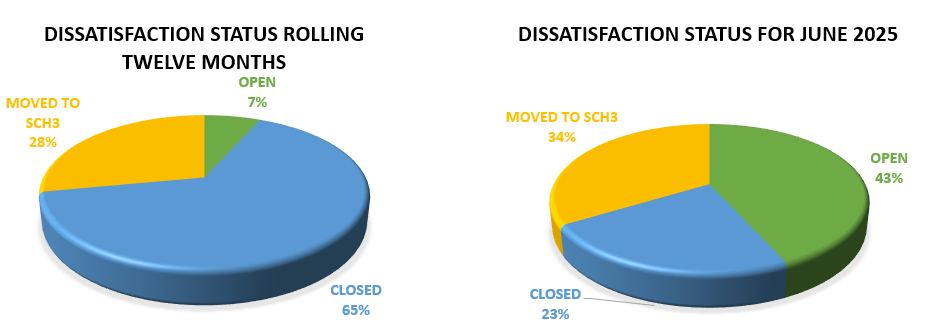 DISSATISFACTION STATUS ROLLING
TWELVE MONTHS
OPEN
7%
MOVED TO
SCH3
28%
CLOSED
65%
DISSATISFACTION STATUS FOR JUNE 2025
MOVED TO SCH3
34%
OPEN
43%
CLOSED
23%